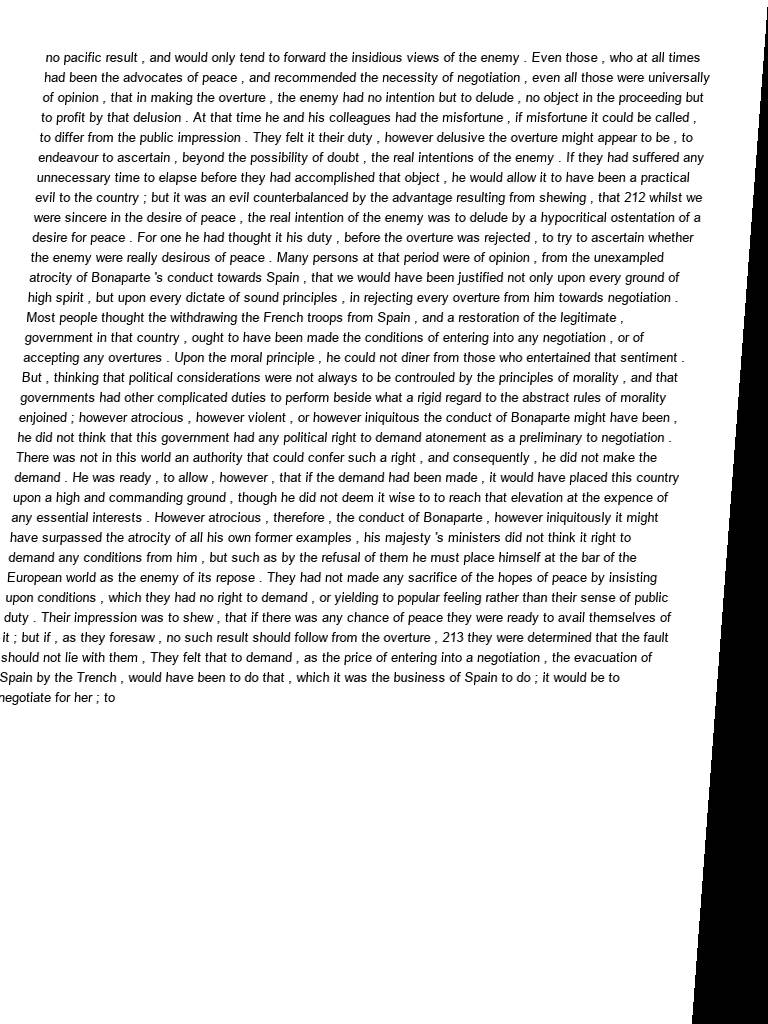 no pacific result , and would only tend to forward the insidious views of the enemy . Even those , who at all times
had been the advocates of peace , and recommended the necessity of negotiation , even all those were universally
of opinion , that in making the overture , the enemy had no intention but to delude , no object in the proceeding but
to profit by that delusion . At that time he and his colleagues had the misfortune , if misfortune it could be called ,
to differ from the public impression . They felt it their duty , however delusive the overture might appear to be , to
endeavour to ascertain , beyond the possibility of doubt , the real intentions of the enemy . If they had suffered any
unnecessary time to elapse before they had accomplished that object , he would allow it to have been a practical
evil to the country ; but it was an evil counterbalanced by the advantage resulting from shewing , that 212 whilst we
were sincere in the desire of peace , the real intention of the enemy was to delude by a hypocritical ostentation of a
desire for peace . For one he had thought it his duty , before the overture was rejected , to try to ascertain whether
the enemy were really desirous of peace . Many persons at that period were of opinion , from the unexampled
atrocity of Bonaparte 's conduct towards Spain , that we would have been justified not only upon every ground of
high spirit , but upon every dictate of sound principles , in rejecting every overture from him towards negotiation .
Most people thought the withdrawing the French troops from Spain , and a restoration of the legitimate ,
government in that country , ought to have been made the conditions of entering into any negotiation , or of
accepting any overtures . Upon the moral principle , he could not diner from those who entertained that sentiment .
But , thinking that political considerations were not always to be controuled by the principles of morality , and that
governments had other complicated duties to perform beside what a rigid regard to the abstract rules of morality
enjoined ; however atrocious , however violent , or however iniquitous the conduct of Bonaparte might have been ,
he did not think that this government had any political right to demand atonement as a preliminary to negotiation .
There was not in this world an authority that could confer such a right , and consequently , he did not make the
demand . He was ready , to allow , however , that if the demand had been made , it would have placed this country
upon a high and commanding ground , though he did not deem it wise to to reach that elevation at the expence of
any essential interests . However atrocious , therefore , the conduct of Bonaparte , however iniquitously it might
have surpassed the atrocity of all his own former examples , his majesty 's ministers did not think it right to
demand any conditions from him , but such as by the refusal of them he must place himself at the bar of the
European world as the enemy of its repose . They had not made any sacrifice of the hopes of peace by insisting
upon conditions , which they had no right to demand , or yielding to popular feeling rather than their sense of public
duty . Their impression was to shew , that if there was any chance of peace they were ready to avail themselves of
it ; but if , as they foresaw , no such result should follow from the overture , 213 they were determined that the fault
should not lie with them , They felt that to demand , as the price of entering into a negotiation , the evacuation of
Spain by the Trench , would have been to do that , which it was the business of Spain to do ; it would be to
negotiate for her ; to